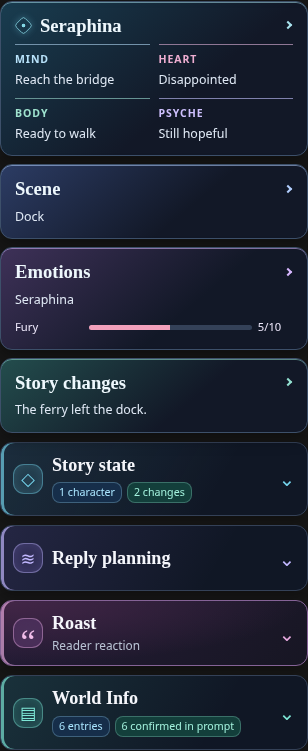 Seraphina
MIND
Reach the bridge
HEART
Disappointed
BODY
Ready to walk
PSYCHE
Still hopeful
Scene
Dock
Emotions
Seraphina
Fury 5/10
Story changes
The ferry left the dock.
Story state
1 character 2 changes
Reply planning
Roast
Reader reaction
World Info
6 entries 6 confirmed in prompt